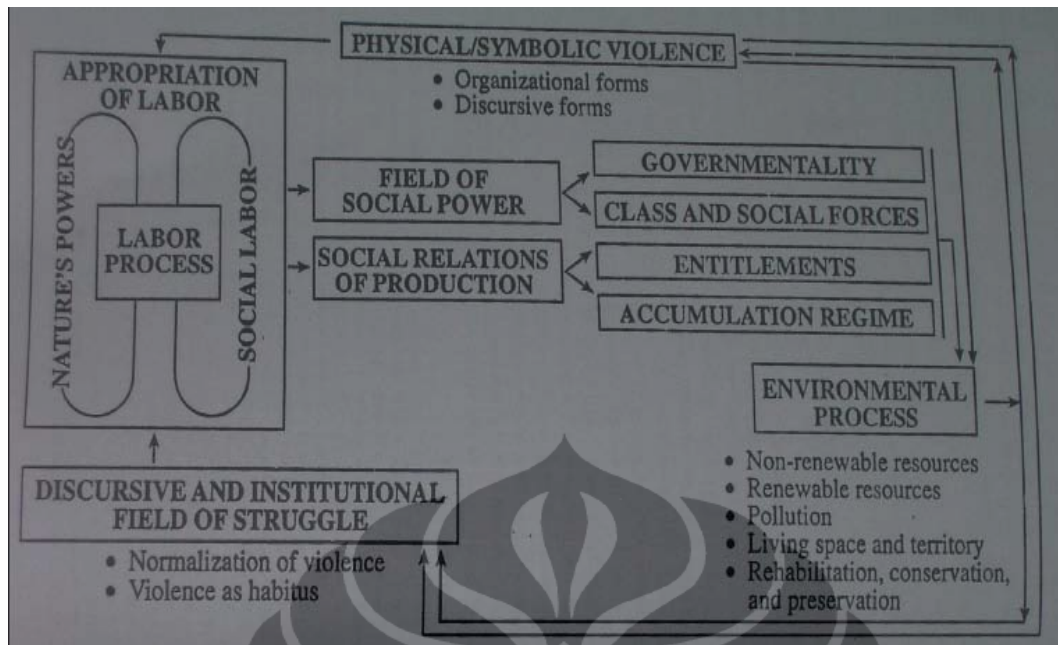 PHYSICAL/SYMBOLIC VIOLENCE
• Organizational forms
• Discursive forms
APPROPRIATION
OF LABOR
NATURE'S POWERS
LABOR
PROCESS
SOCIAL LABOR
FIELD OF
SOCIAL POWER
SOCIAL RELATIONS
OF PRODUCTION
GOVERNMENTALITY
CLASS AND SOCIAL FORCES
ENTITLEMENTS
ACCUMULATION REGIME
ENVIRONMENTAL
PROCESS
• Non-renewable resources
• Renewable resources
• Pollution
• Living space and territory
• Rehabilitation, conservation,
and preservation
DISCURSIVE AND INSTITUTIONAL
FIELD OF STRUGGLE
• Normalization of violence
• Violence as habitus